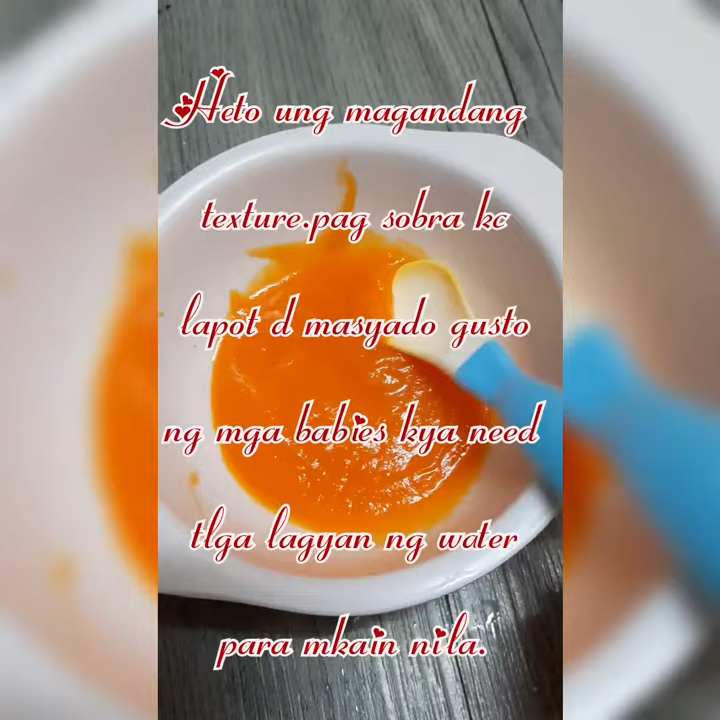 Heto ung magandang
texture.pag sobra kc
lapot d masyado gusto
ng mga babies kya need
tlga lagyan ng water
para mkain nila.